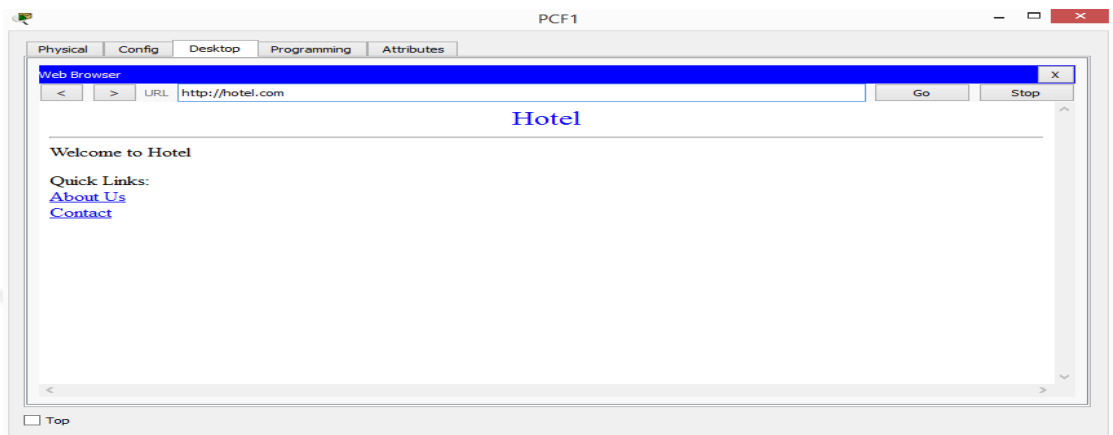 PCF1
Physical Config Desktop Programming Attributes
Web Browser
X
< > URL http://hotel.com Go Stop
Hotel
Welcome to Hotel
Quick Links:
About Us
Contact
Top